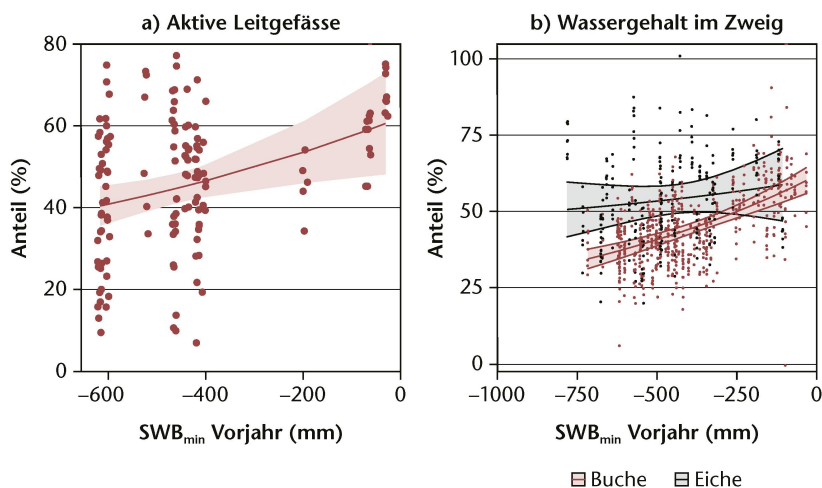 a) Aktive Leitgefässe
80
60
40
20
0
Anteil (%)
−600
−400
−200
0
SWBmin Vorjahr (mm)
b) Wassergehalt im Zweig
100
75
50
25
0
Anteil (%)
−1000
−750
−500
−250
0
SWBmin Vorjahr (mm)
Buche
Eiche